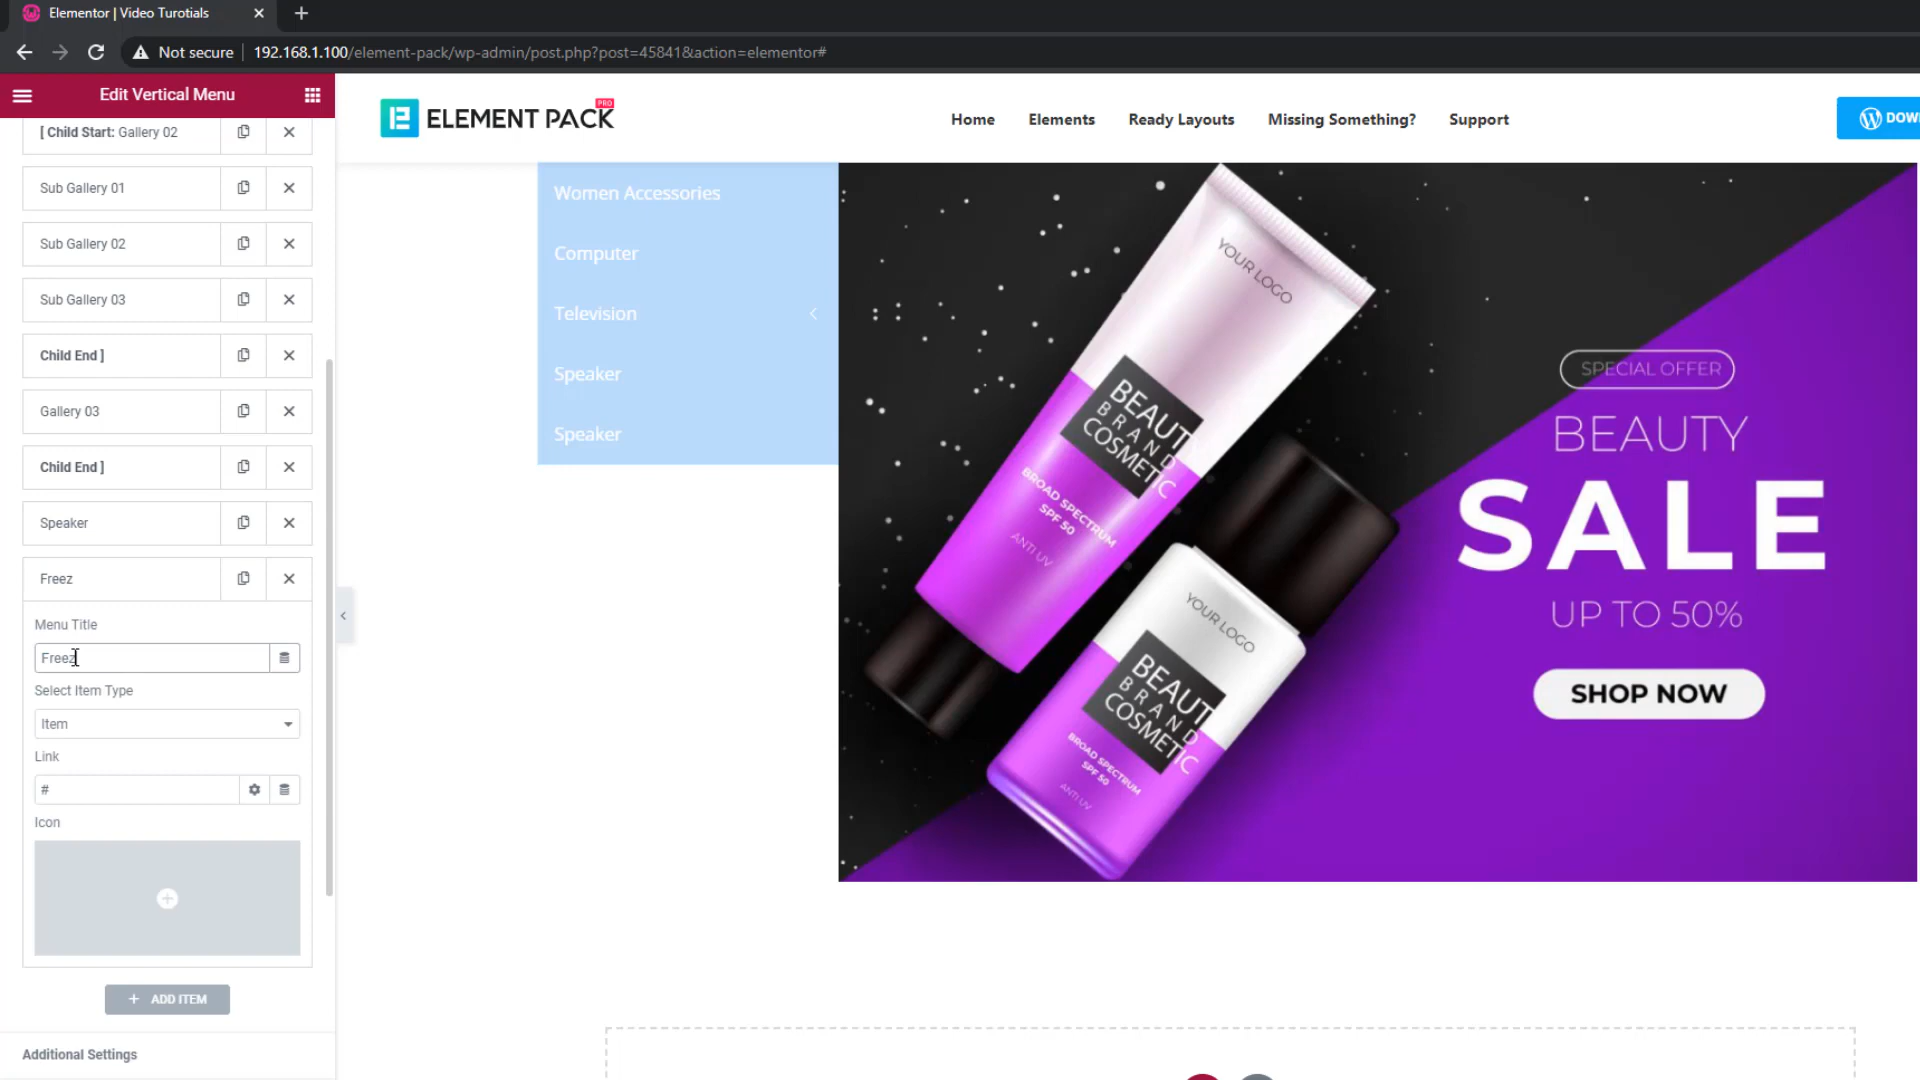 Elementor | Video Turotials
Not secure
192.168.1.100/element-pack/wp-admin/post.php?post=45841&action=elementor#
Edit Vertical Menu
[ Child Start: Gallery 02
Sub Gallery 01
Sub Gallery 02
Sub Gallery 03
Child End ]
Gallery 03
Child End ]
Speaker
Freez
Menu Title
Freez
Select Item Type
Item
Link
#
Icon
ADD ITEM
Additional Settings
ELEMENT PACK
PRO
Home
Elements
Ready Layouts
Missing Something?
Support
DOW
Women Accessories
Computer
Television
Speaker
Speaker
YOUR LOGO
BEAUT
BRAND
COSMETIC
BROAD SPECTRUM
SPF 50
ANTI UV
YOUR LOGO
BEAUT
BRAND
COSMETIC
BROAD SPECTRUM
SPF 50
ANTI UV
SPECIAL OFFER
BEAUTY
SALE
UP TO 50%
SHOP NOW